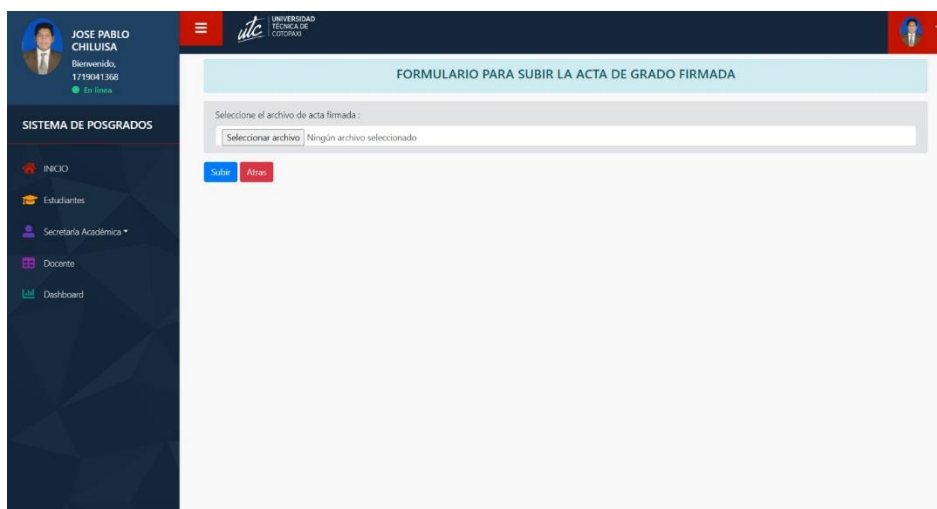 JOSE PABLO
CHILUISA
Bienvenido,
1719041368
En linea
SISTEMA DE POSGRADOS
INICIO
Estudiantes
Secretaría Académica
Docente
Dashboard
utc
UNIVERSIDAD
TÉCNICA DE
COTOPAXI
FORMULARIO PARA SUBIR LA ACTA DE GRADO FIRMADA
Seleccione el archivo de acta firmada :
Seleccionar archivo Ningún archivo seleccionado
Subir Atras